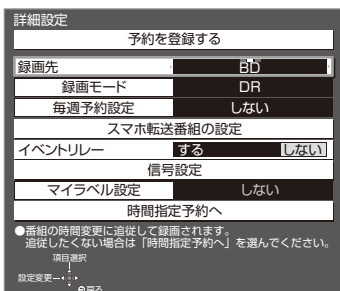 詳細設定
予約を登録する
録画先 BD
録画モード DR
毎週予約設定 しない
スマホ転送番組の設定
イベントリレー する しない
信号設定
マイラベル設定 しない
時間指定予約へ
●番組の時間変更に追従して録画されます。
追従したくない場合は「時間指定予約へ」を選んでください。
項目選択
設定変更
戻る